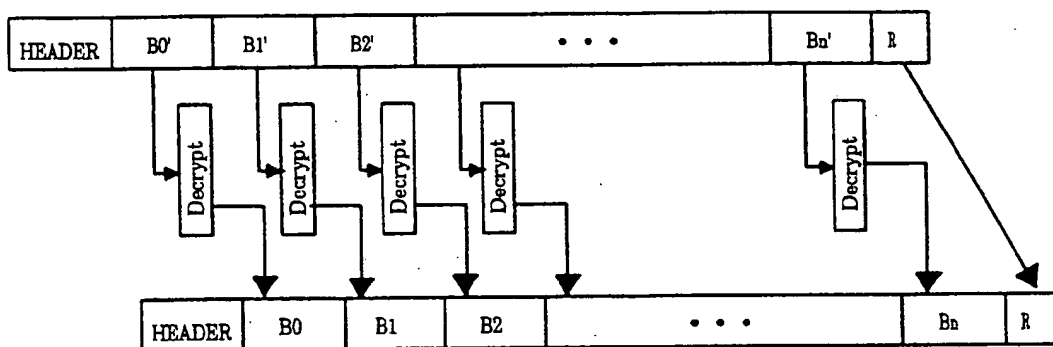 HEADER B0' B1' B2' • • • Bn' R
Decrypt Decrypt Decrypt Decrypt Decrypt
HEADER B0 B1 B2 • • • Bn R